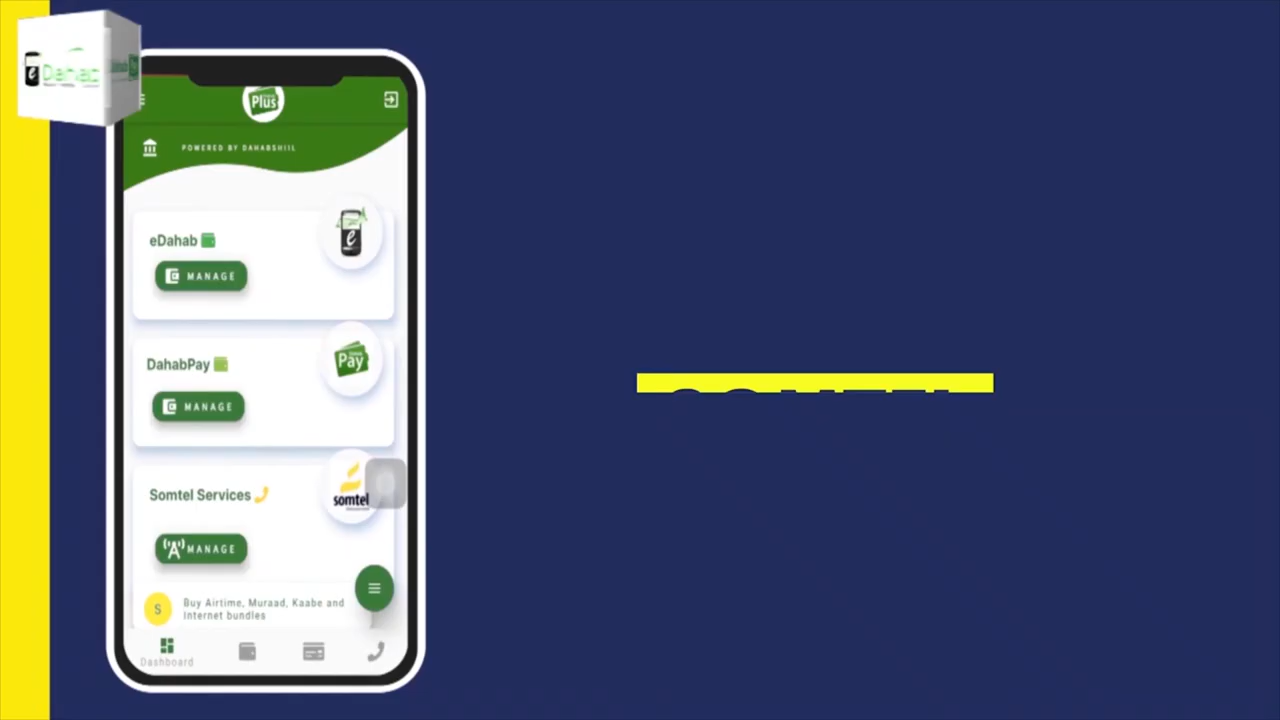 e Dahab
Plus
POWERED BY DAHABSHIIL
eDahab
e
MANAGE
DahabPay
Pay
MANAGE
Somtel Services
somtel
MANAGE
S
Buy Airtime, Muraad, Kaabe and
Internet bundles
Dashboard